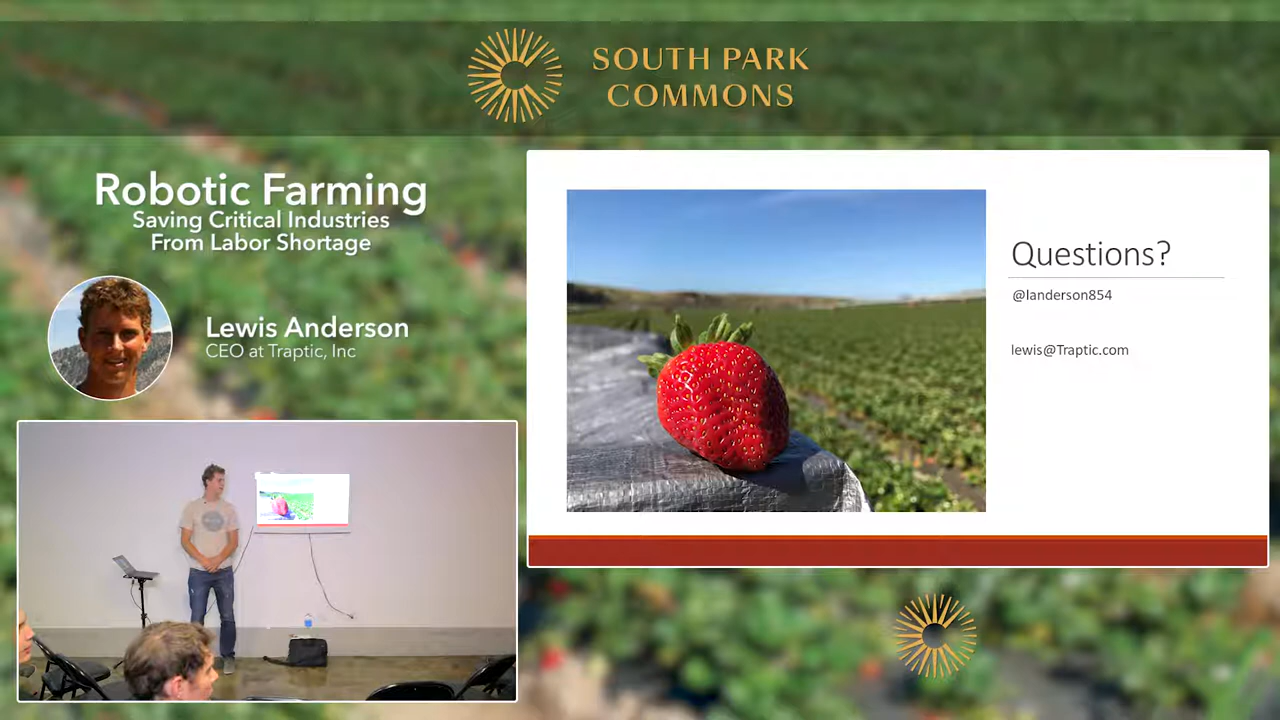 SOUTH PARK
COMMONS
Robotic Farming
Saving Critical Industries
From Labor Shortage
Lewis Anderson
CEO at Traptic, Inc
Questions?
@landerson854
lewis@Traptic.com